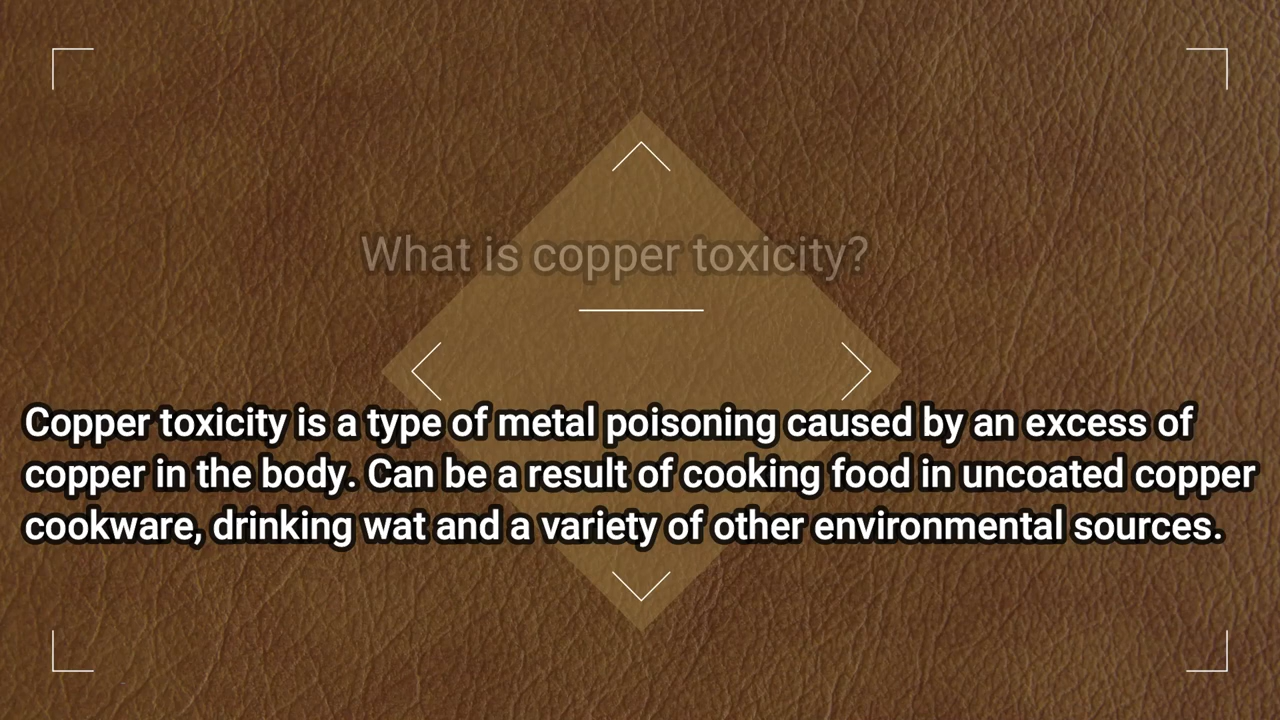 What is copper toxicity?
Copper toxicity is a type of metal poisoning caused by an excess of
copper in the body. Can be a result of cooking food in uncoated copper
cookware, drinking wat and a variety of other environmental sources.